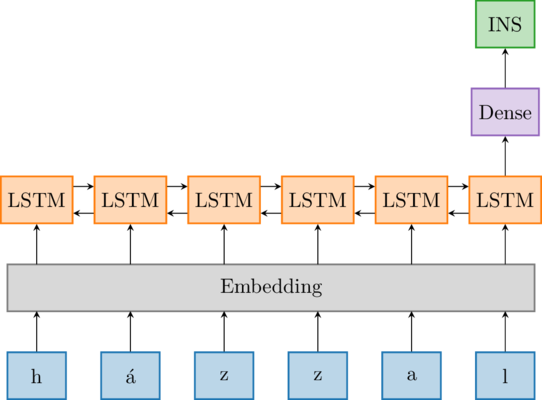 INS
Dense
LSTM LSTM LSTM LSTM LSTM LSTM
Embedding
h á z z a l